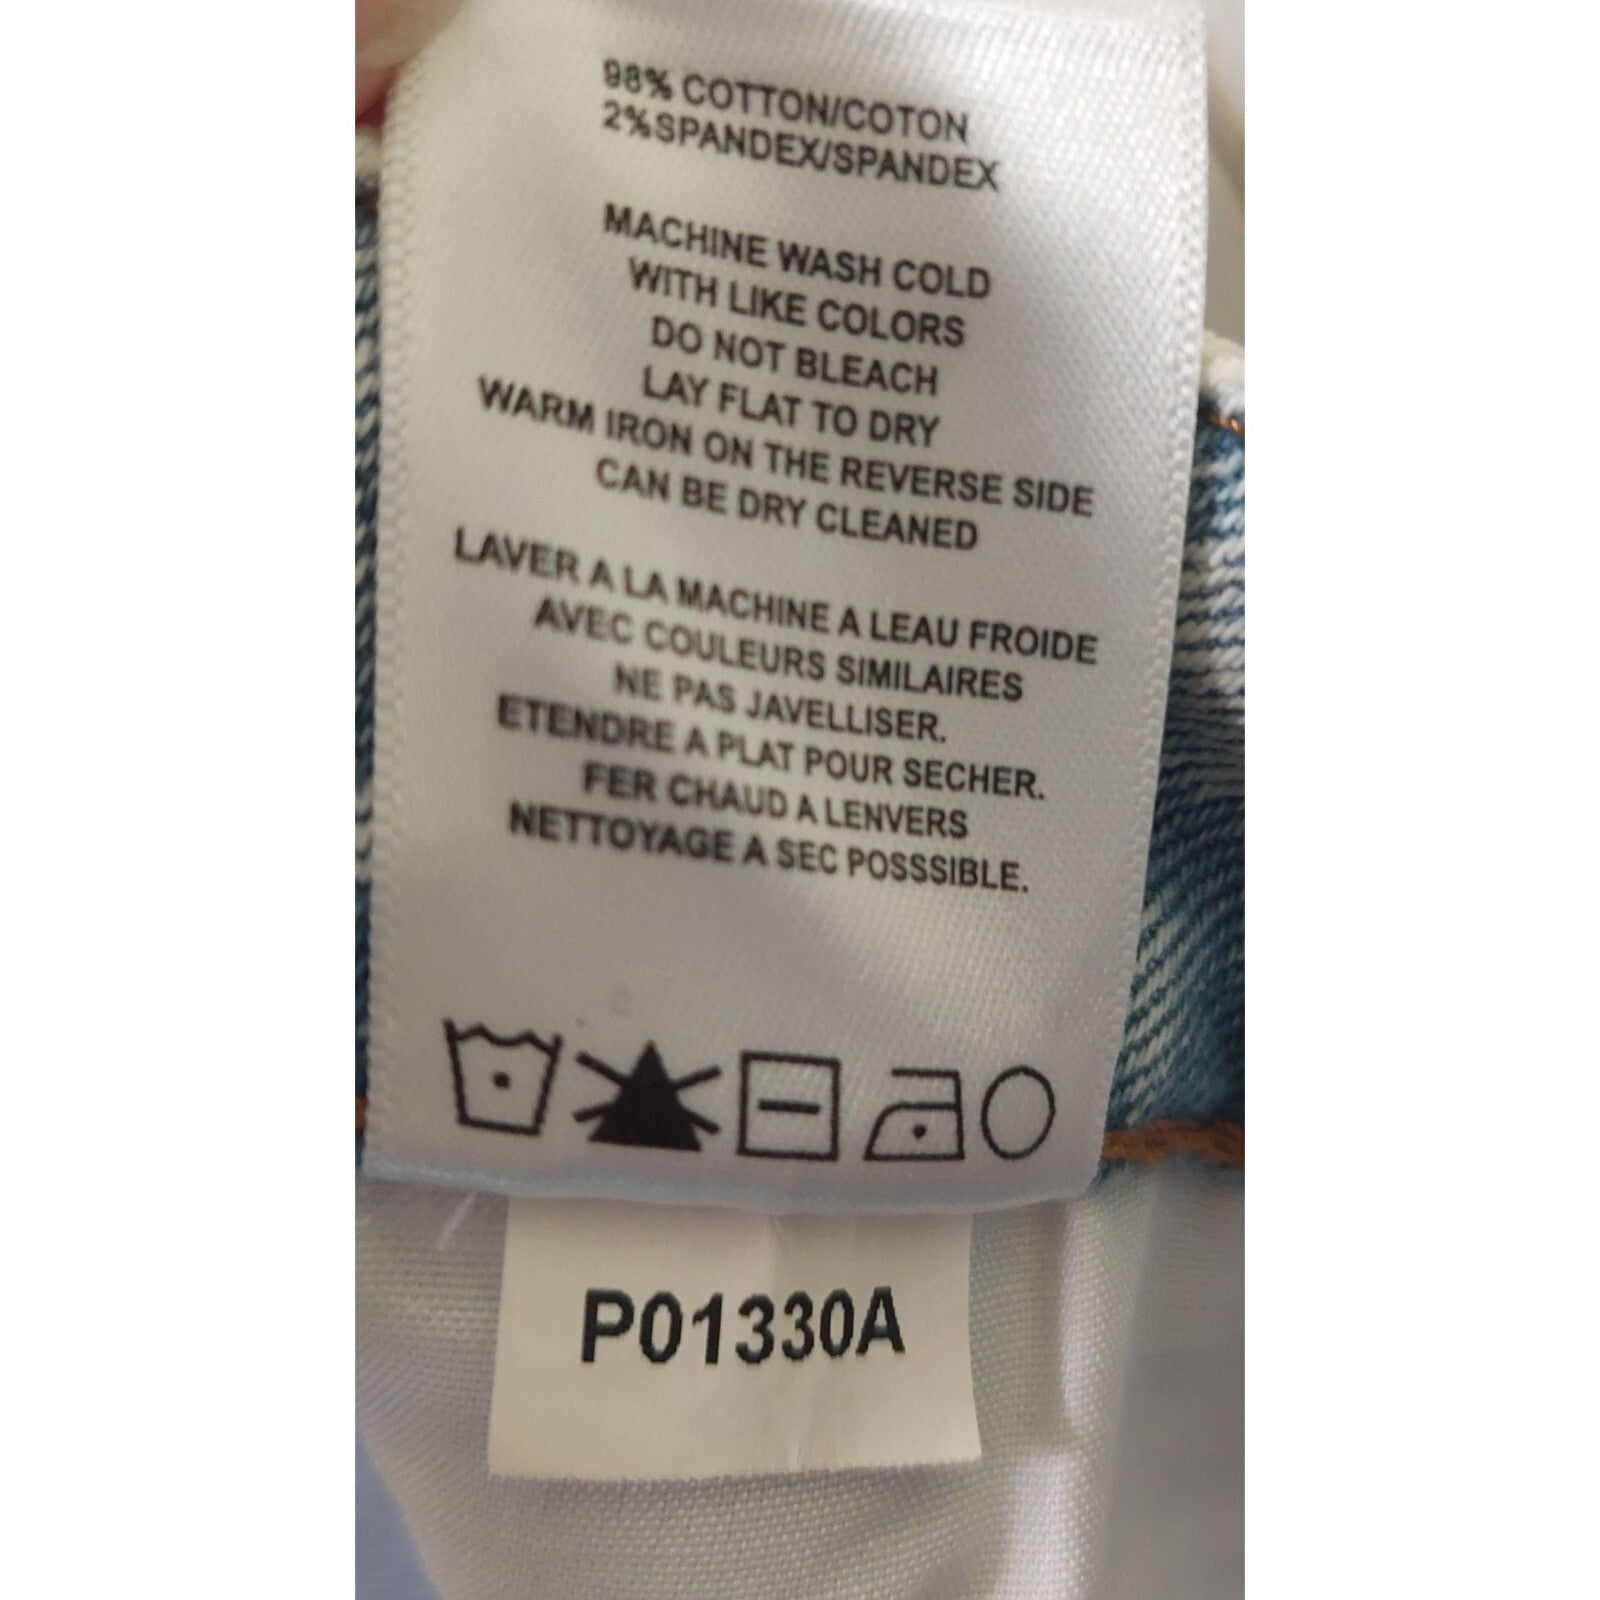 98% COTTON/COTON
2%SPANDEX/SPANDEX
MACHINE WASH COLD
WITH LIKE COLORS
DO NOT BLEACH
LAY FLAT TO DRY
WARM IRON ON THE REVERSE SIDE
CAN BE DRY CLEANED
LAVER A LA MACHINE A LEAU FROIDE
AVEC COULEURS SIMILAIRES
NE PAS JAVELLISER.
ETENDRE A PLAT POUR SECHER.
FER CHAUD A LENVERS
NETTOYAGE A SEC POSSSIBLE.
P01330A